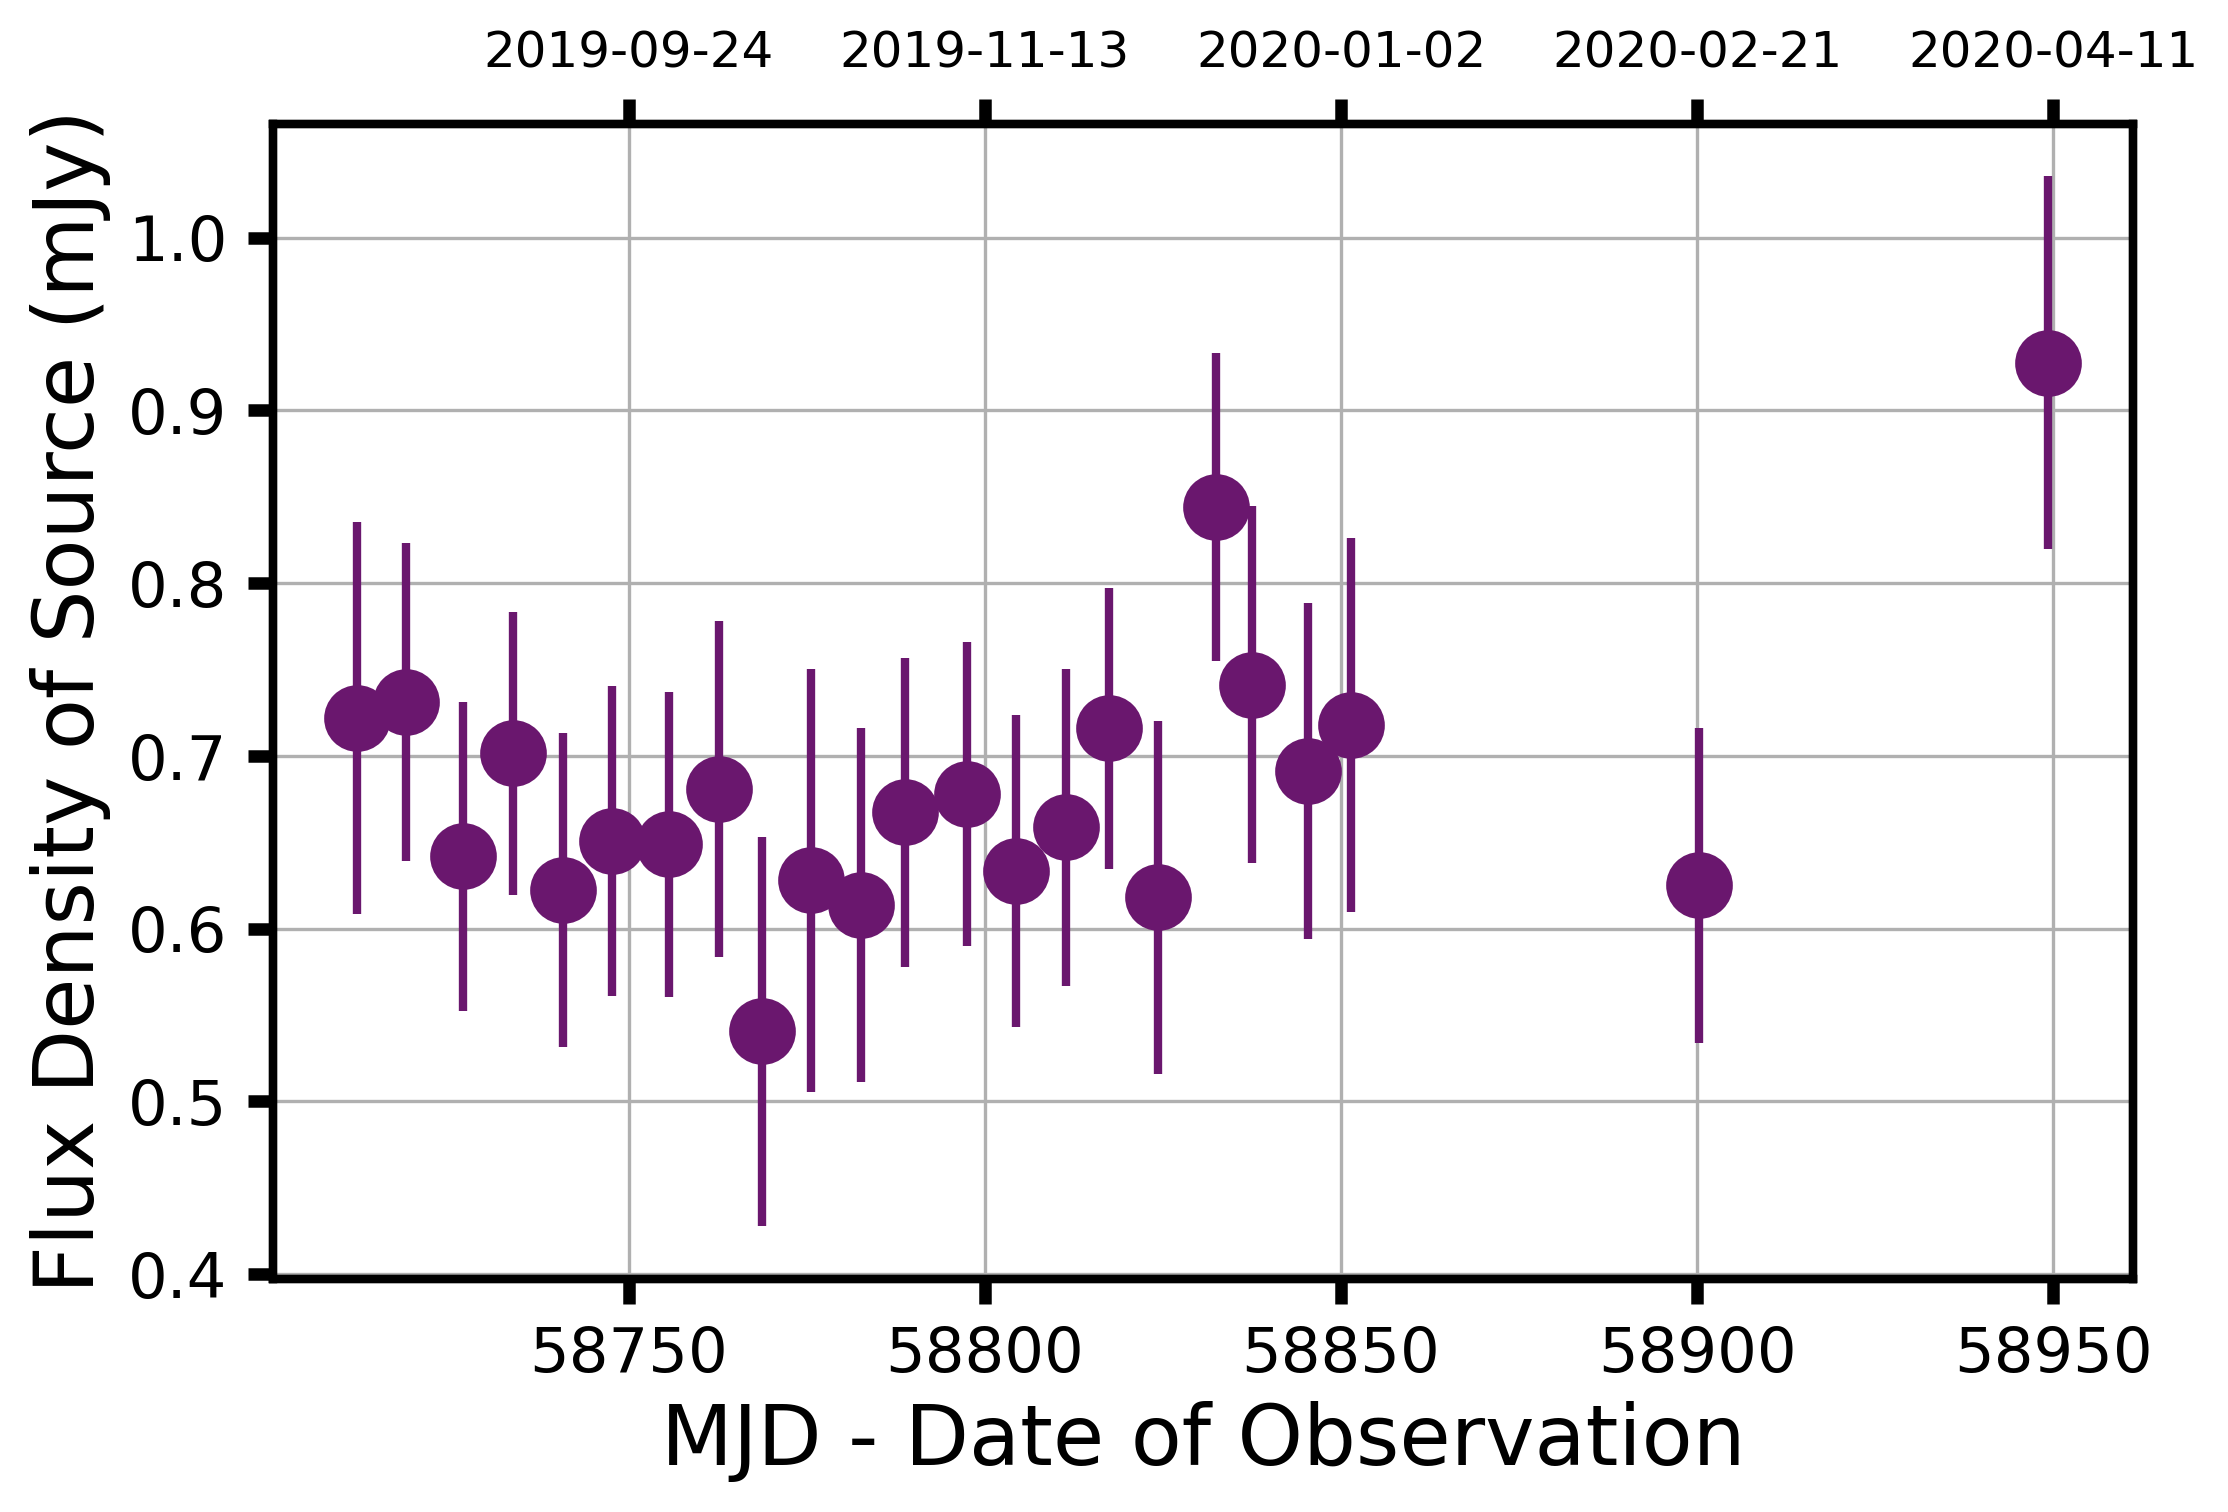 2019-09-24 2019-11-13 2020-01-02 2020-02-21 2020-04-11
Flux Density of Source (mJy)
1.0
0.9
0.8
0.7
0.6
0.5
0.4
58750 58800 58850 58900 58950
MJD - Date of Observation